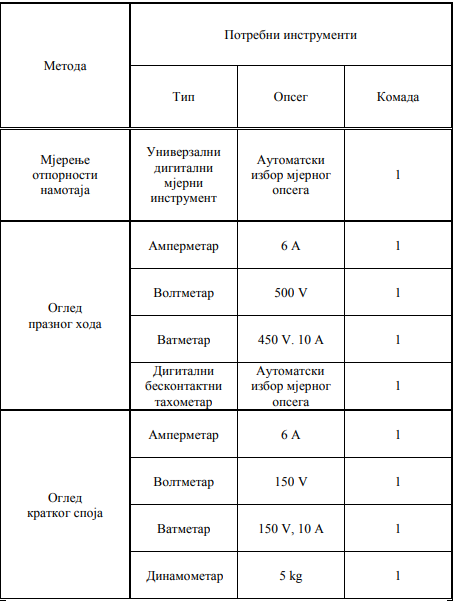 Метода
Потребни инструменти
Тип
Опсег
Комада
Мјерење
отпорности
намотаја
Универзални
дигитални
мјерни
инструмент
Аутоматски
избор мјерног
опсега
1
Оглед
празног хода
Амперметар
6 А
1
Волтметар
500 V
1
Ватметар
450 V. 10 А
1
Дигитални
бесконтактни
тахометар
Аутоматски
избор мјерног
опсега
1
Оглед
кратког споја
Амперметар
6 А
1
Волтметар
150 V
1
Ватметар
150 V, 10 А
1
Динамометар
5 kg
1